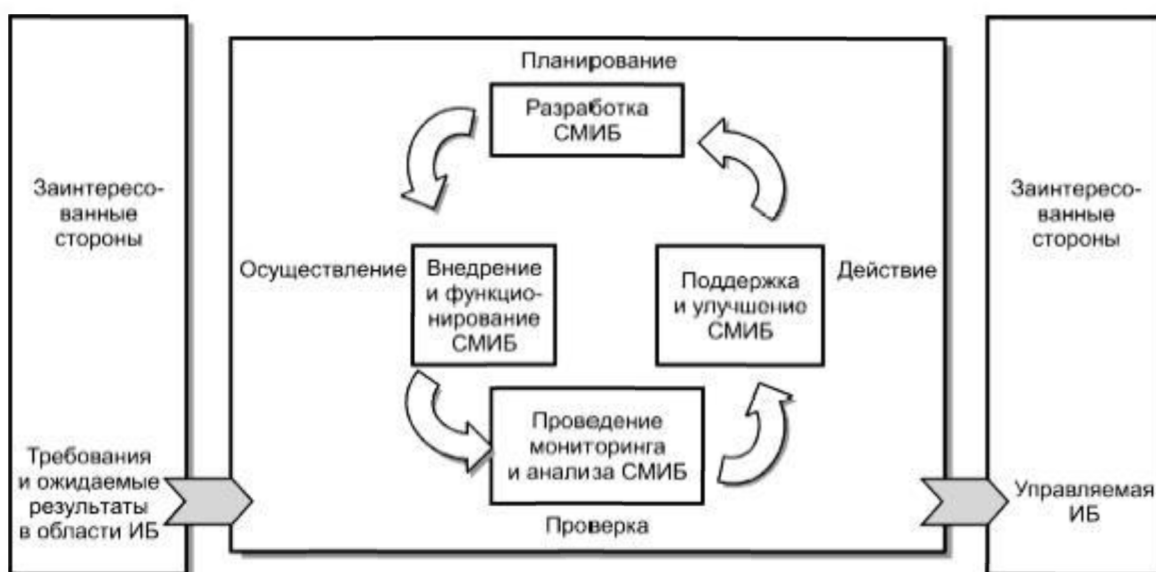 Заинтересо-
ванные
стороны
Требования
и ожидаемые
результаты
в области ИБ
Планирование
Разработка
СМИБ
Осуществление
Внедрение
и функцио-
нирование
СМИБ
Поддержка
и улучшение
СМИБ
Действие
Проведение
мониторинга
и анализа СМИБ
Проверка
Заинтересо-
ванные
стороны
Управляемая
ИБ